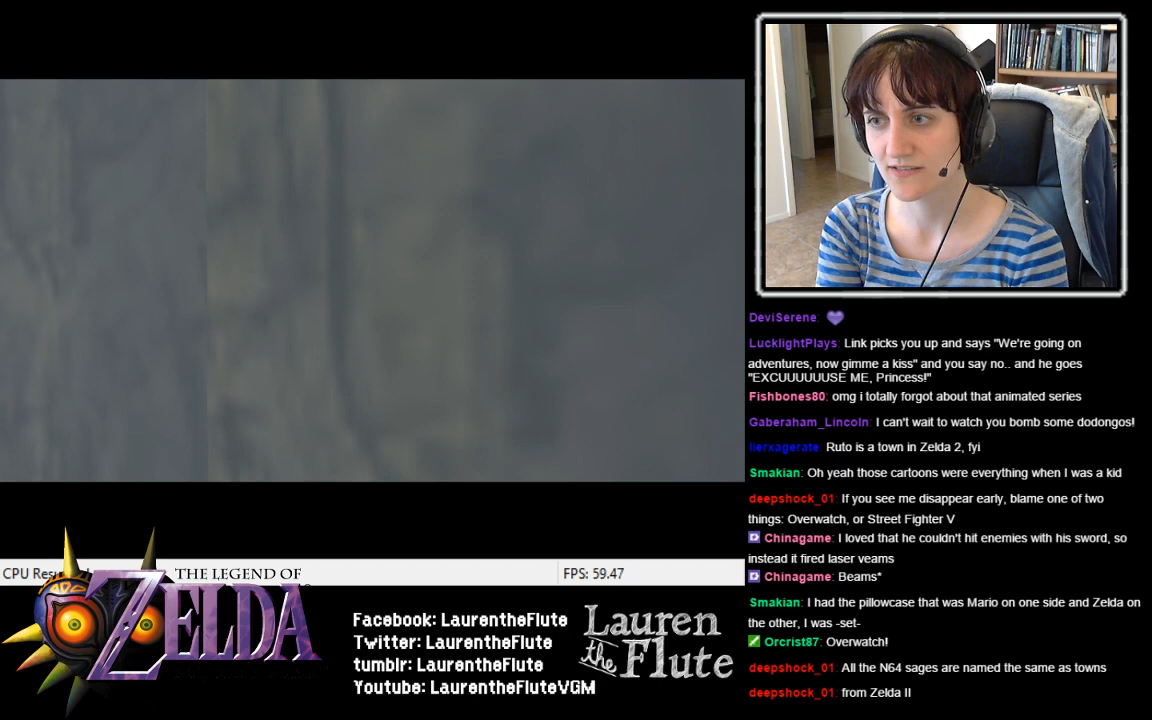 DeviSerene:
LucklightPlays: Link picks you up and says "We're going on
adventures, now gimme a kiss" and you say no.. and he goes
"EXCUUUUUUSE ME, Princess!"
Fishbones80: omg i totally forgot about that animated series
Gaberaham_Lincoln: I can't wait to watch you bomb some dodongos!
Ruto is a town in Zelda 2, fyi
Smakian: Oh yeah those cartoons were everything when I was a kid
deepshock_01: If you see me disappear early, blame one of two
things: Overwatch, or Street Fighter V
Chinagame: I loved that he couldn't hit enemies with his sword, so
instead it fired laser veams
Chinagame: Beams*
Smakian: I had the pillowcase that was Mario on one side and Zelda on
the other, I was -set-
Orcrist87: Overwatch!
deepshock_01: All the N64 sages are named the same as towns
deepshock_01: from Zelda II
CPU
FPS: 59.47
THE LEGEND OF
ZELDA
Facebook: LaurentheFlute
Twitter: LaurentheFlute
tumblr: LaurentheFlute
Youtube: LaurentheFluteVGM
Lauren
the Flute